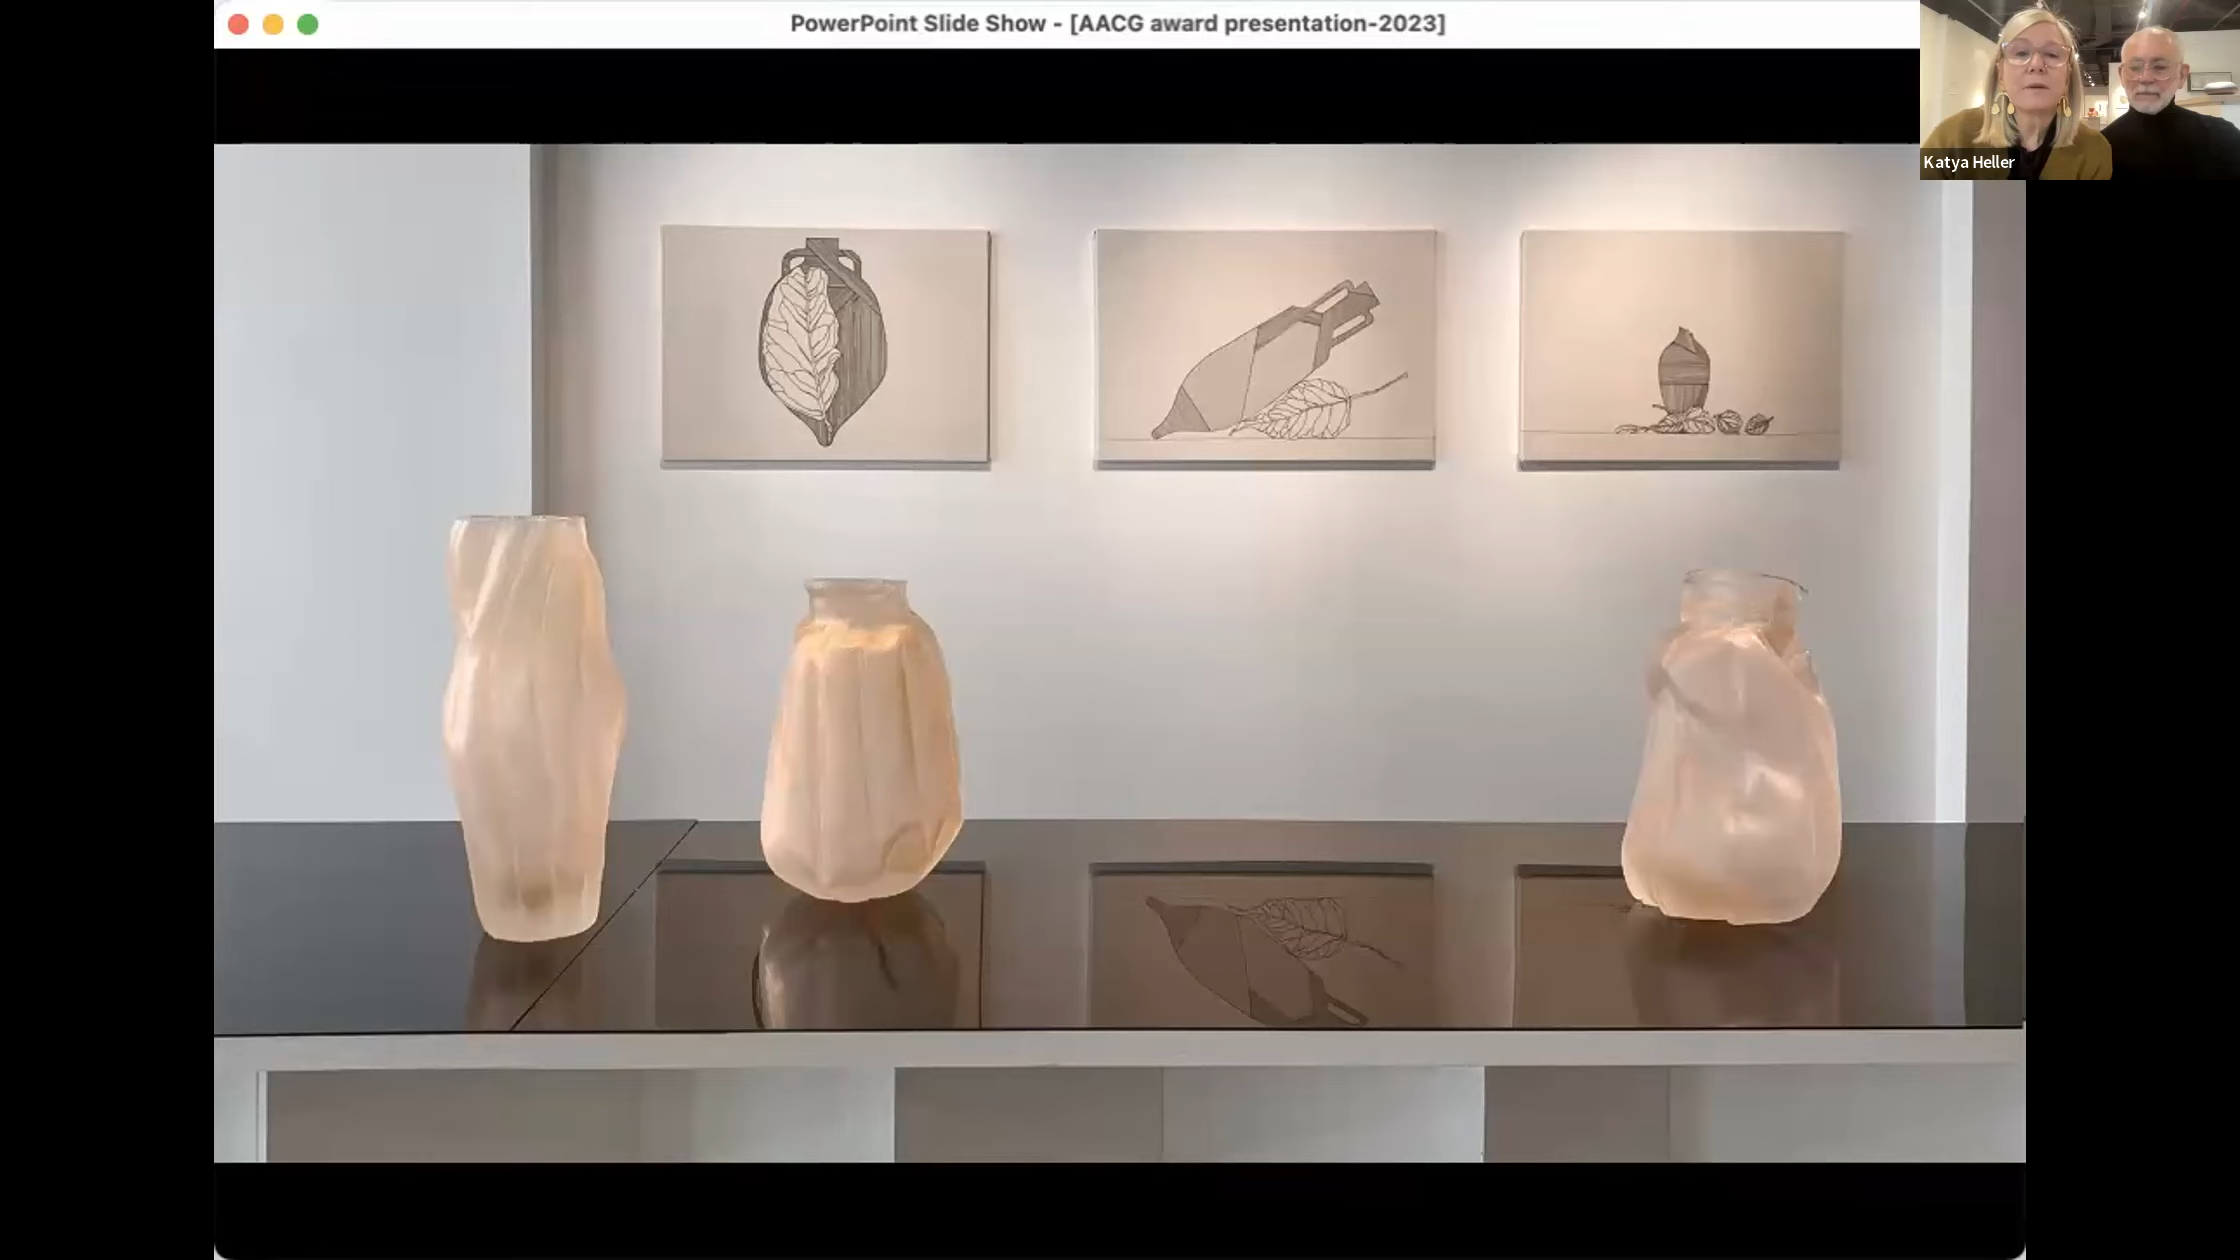 PowerPoint Slide Show - [AACG award presentation-2023]
Katya Heller